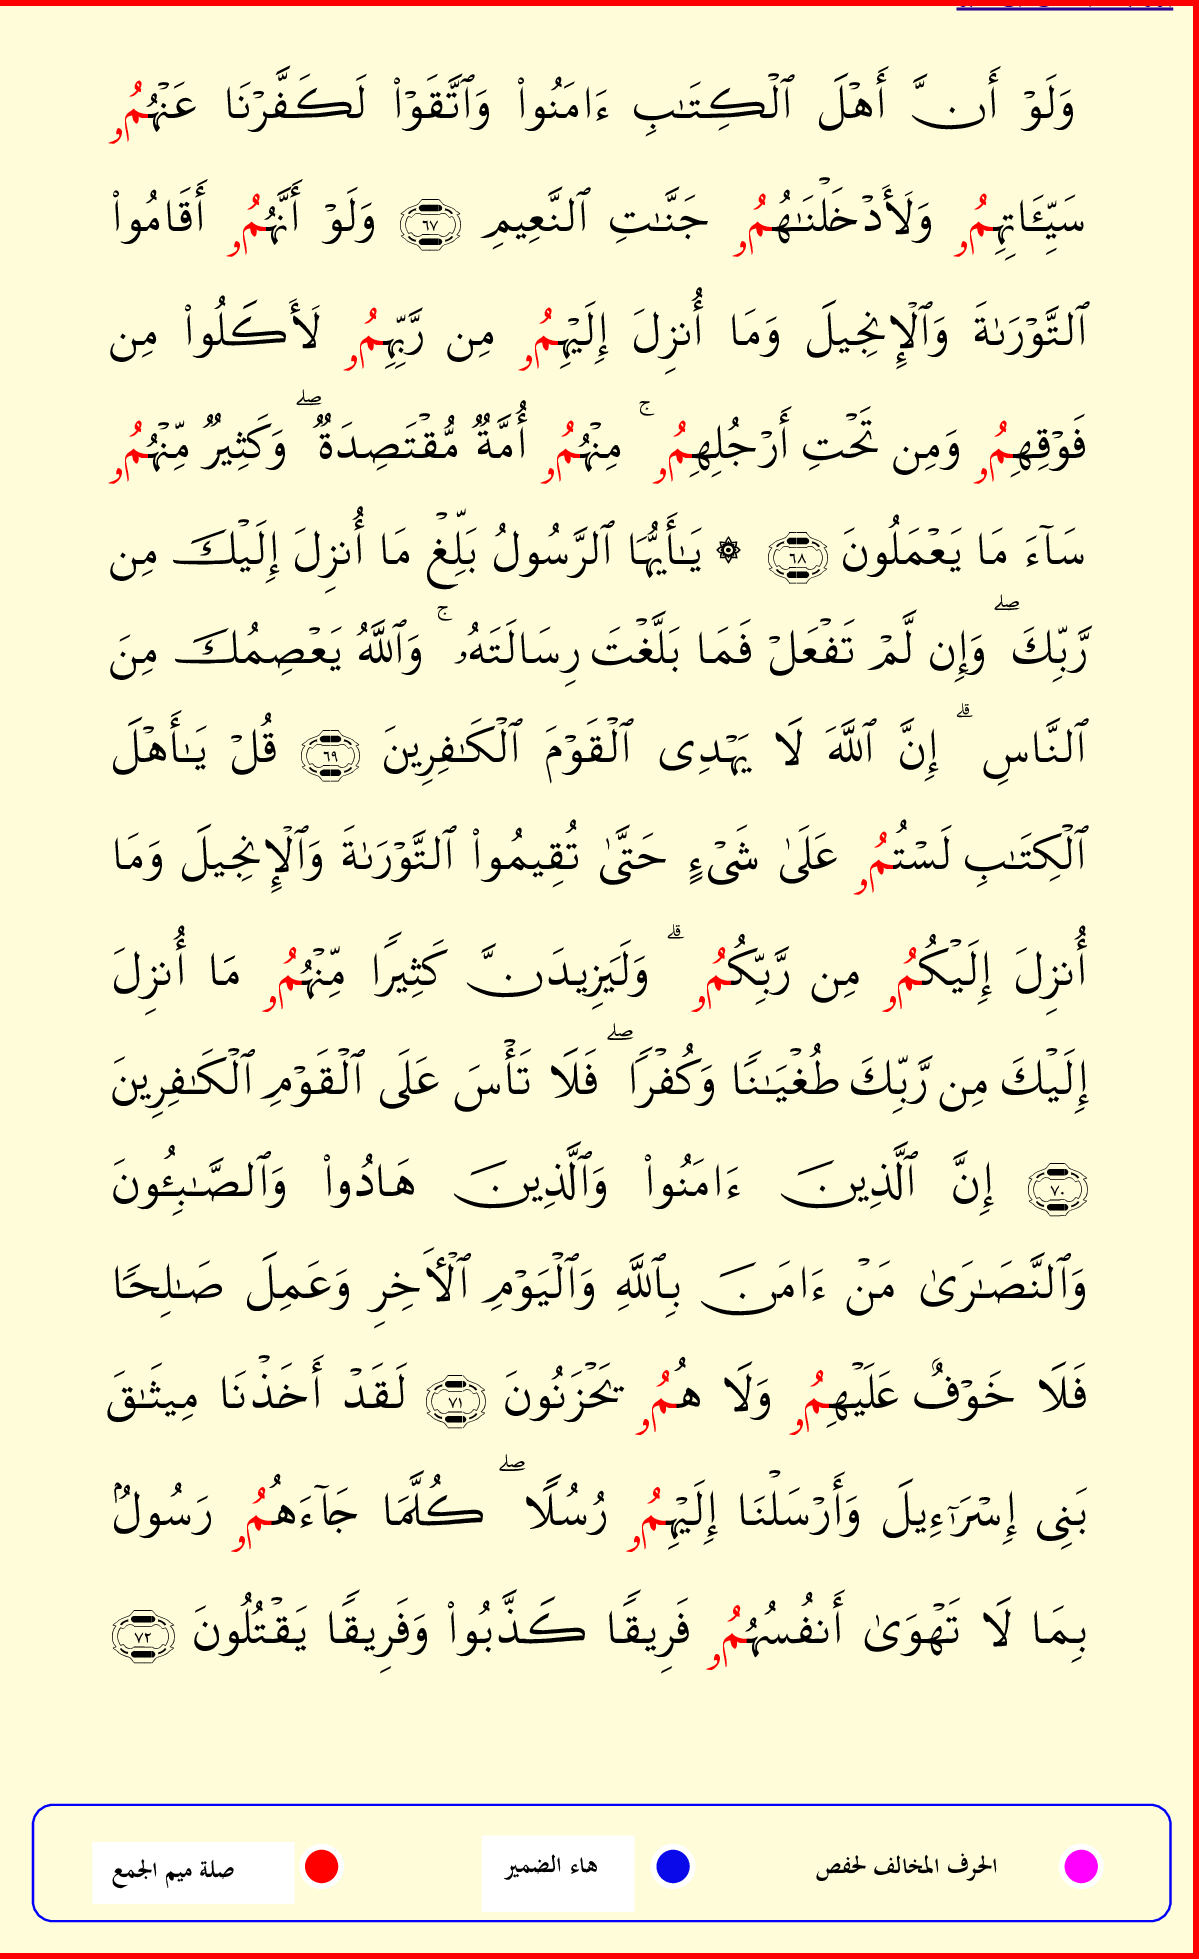 وَلَوۡ أَنَّ أَهۡلَ ٱلۡكِتَٰبِ ءَامَنُواْ وَٱتَّقَوۡاْ لَكَفَّرۡنَا عَنۡهُمُۥ
سَيِّـَٔاتِهِمُۥ وَلَأَدۡخَلۡنَٰهُمُۥ جَنَّٰتِ ٱلنَّعِيمِ ٦٧ وَلَوۡ أَنَّهُمُۥ أَقَامُواْ
ٱلتَّوۡرَىٰةَ وَٱلۡإِنجِيلَ وَمَا أُنزِلَ إِلَيۡهِمُۥ مِن رَّبِّهِمُۥ لَأَكَلُواْ مِن
فَوۡقِهِمُۥ وَمِن تَحۡتِ أَرۡجُلِهِمُۥۚ مِنۡهُمُۥ أُمَّةٞ مُّقۡتَصِدَةٞۖ وَكَثِيرٞ مِّنۡهُمُۥ
سَآءَ مَا يَعۡمَلُونَ ٦٨ ۞ يَٰأَيُّهَا ٱلرَّسُولُ بَلِّغۡ مَا أُنزِلَ إِلَيۡكَ مِن
رَّبِّكَۖ وَإِن لَّمۡ تَفۡعَلۡ فَمَا بَلَّغۡتَ رِسَالَتَهُۥۚ وَٱللَّهُ يَعۡصِمُكَ مِنَ
ٱلنَّاسِۗ إِنَّ ٱللَّهَ لَا يَهۡدِي ٱلۡقَوۡمَ ٱلۡكَٰفِرِينَ ٦٩ قُلۡ يَٰأَهۡلَ
ٱلۡكِتَٰبِ لَسۡتُمُۥ عَلَىٰ شَيۡءٍ حَتَّىٰ تُقِيمُواْ ٱلتَّوۡرَىٰةَ وَٱلۡإِنجِيلَ وَمَا
أُنزِلَ إِلَيۡكُمُۥ مِن رَّبِّكُمُۥۗ وَلَيَزِيدَنَّ كَثِيرٗا مِّنۡهُمُۥ مَا أُنزِلَ
إِلَيۡكَ مِن رَّبِّكَ طُغۡيَٰنٗا وَكُفۡرٗاۖ فَلَا تَأۡسَ عَلَى ٱلۡقَوۡمِ ٱلۡكَٰفِرِينَ
٧٠ إِنَّ ٱلَّذِينَ ءَامَنُواْ وَٱلَّذِينَ هَادُواْ وَٱلصَّٰبِـُٔونَ
وَٱلنَّصَٰرَىٰ مَنۡ ءَامَنَ بِٱللَّهِ وَٱلۡيَوۡمِ ٱلۡأَخِرِ وَعَمِلَ صَٰلِحٗا
فَلَا خَوۡفٌ عَلَيۡهِمُۥ وَلَا هُمُۥ يَحۡزَنُونَ ٧١ لَقَدۡ أَخَذۡنَا مِيثَٰقَ
بَنِي إِسۡرَٰٓءِيلَ وَأَرۡسَلۡنَا إِلَيۡهِمُۥ رُسُلٗاۖ كُلَّمَا جَآءَهُمُۥ رَسُولُۢ
بِمَا لَا تَهۡوَىٰ أَنفُسُهُمُۥ فَرِيقٗا كَذَّبُواْ وَفَرِيقٗا يَقۡتُلُونَ ٧٢
الحرف المخالف لحفص هاء الضمير صلة ميم الجمع